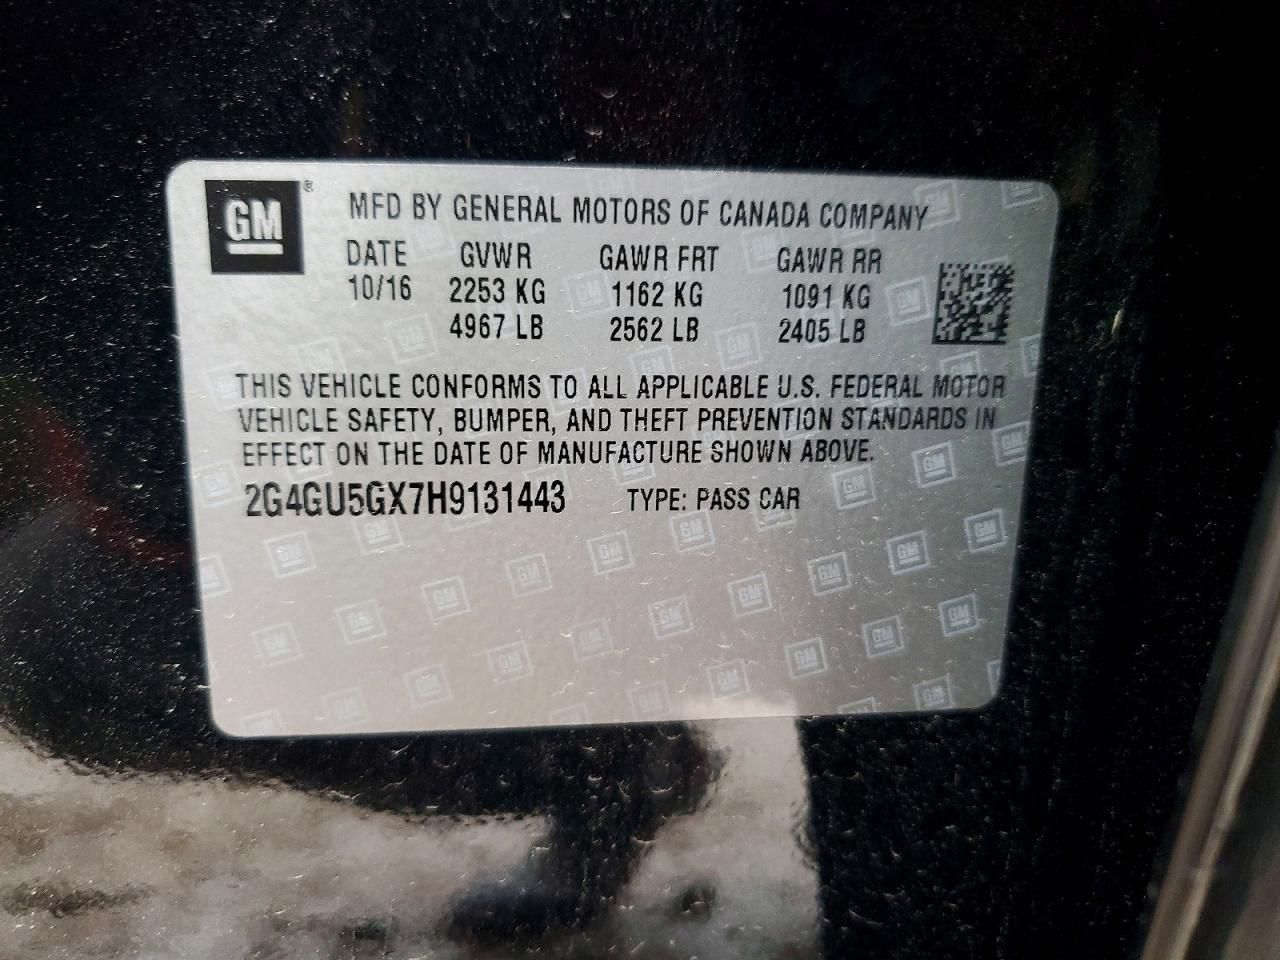 GM ®
MFD BY GENERAL MOTORS OF CANADA COMPANY
DATE GVWR GAWR FRT GAWR RR
10/16 2253 KG 1162 KG 1091 KG
4967 LB 2562 LB 2405 LB
THIS VEHICLE CONFORMS TO ALL APPLICABLE U.S. FEDERAL MOTOR
VEHICLE SAFETY, BUMPER, AND THEFT PREVENTION STANDARDS IN
EFFECT ON THE DATE OF MANUFACTURE SHOWN ABOVE.
2G4GU5GX7H9131443 TYPE: PASS CAR